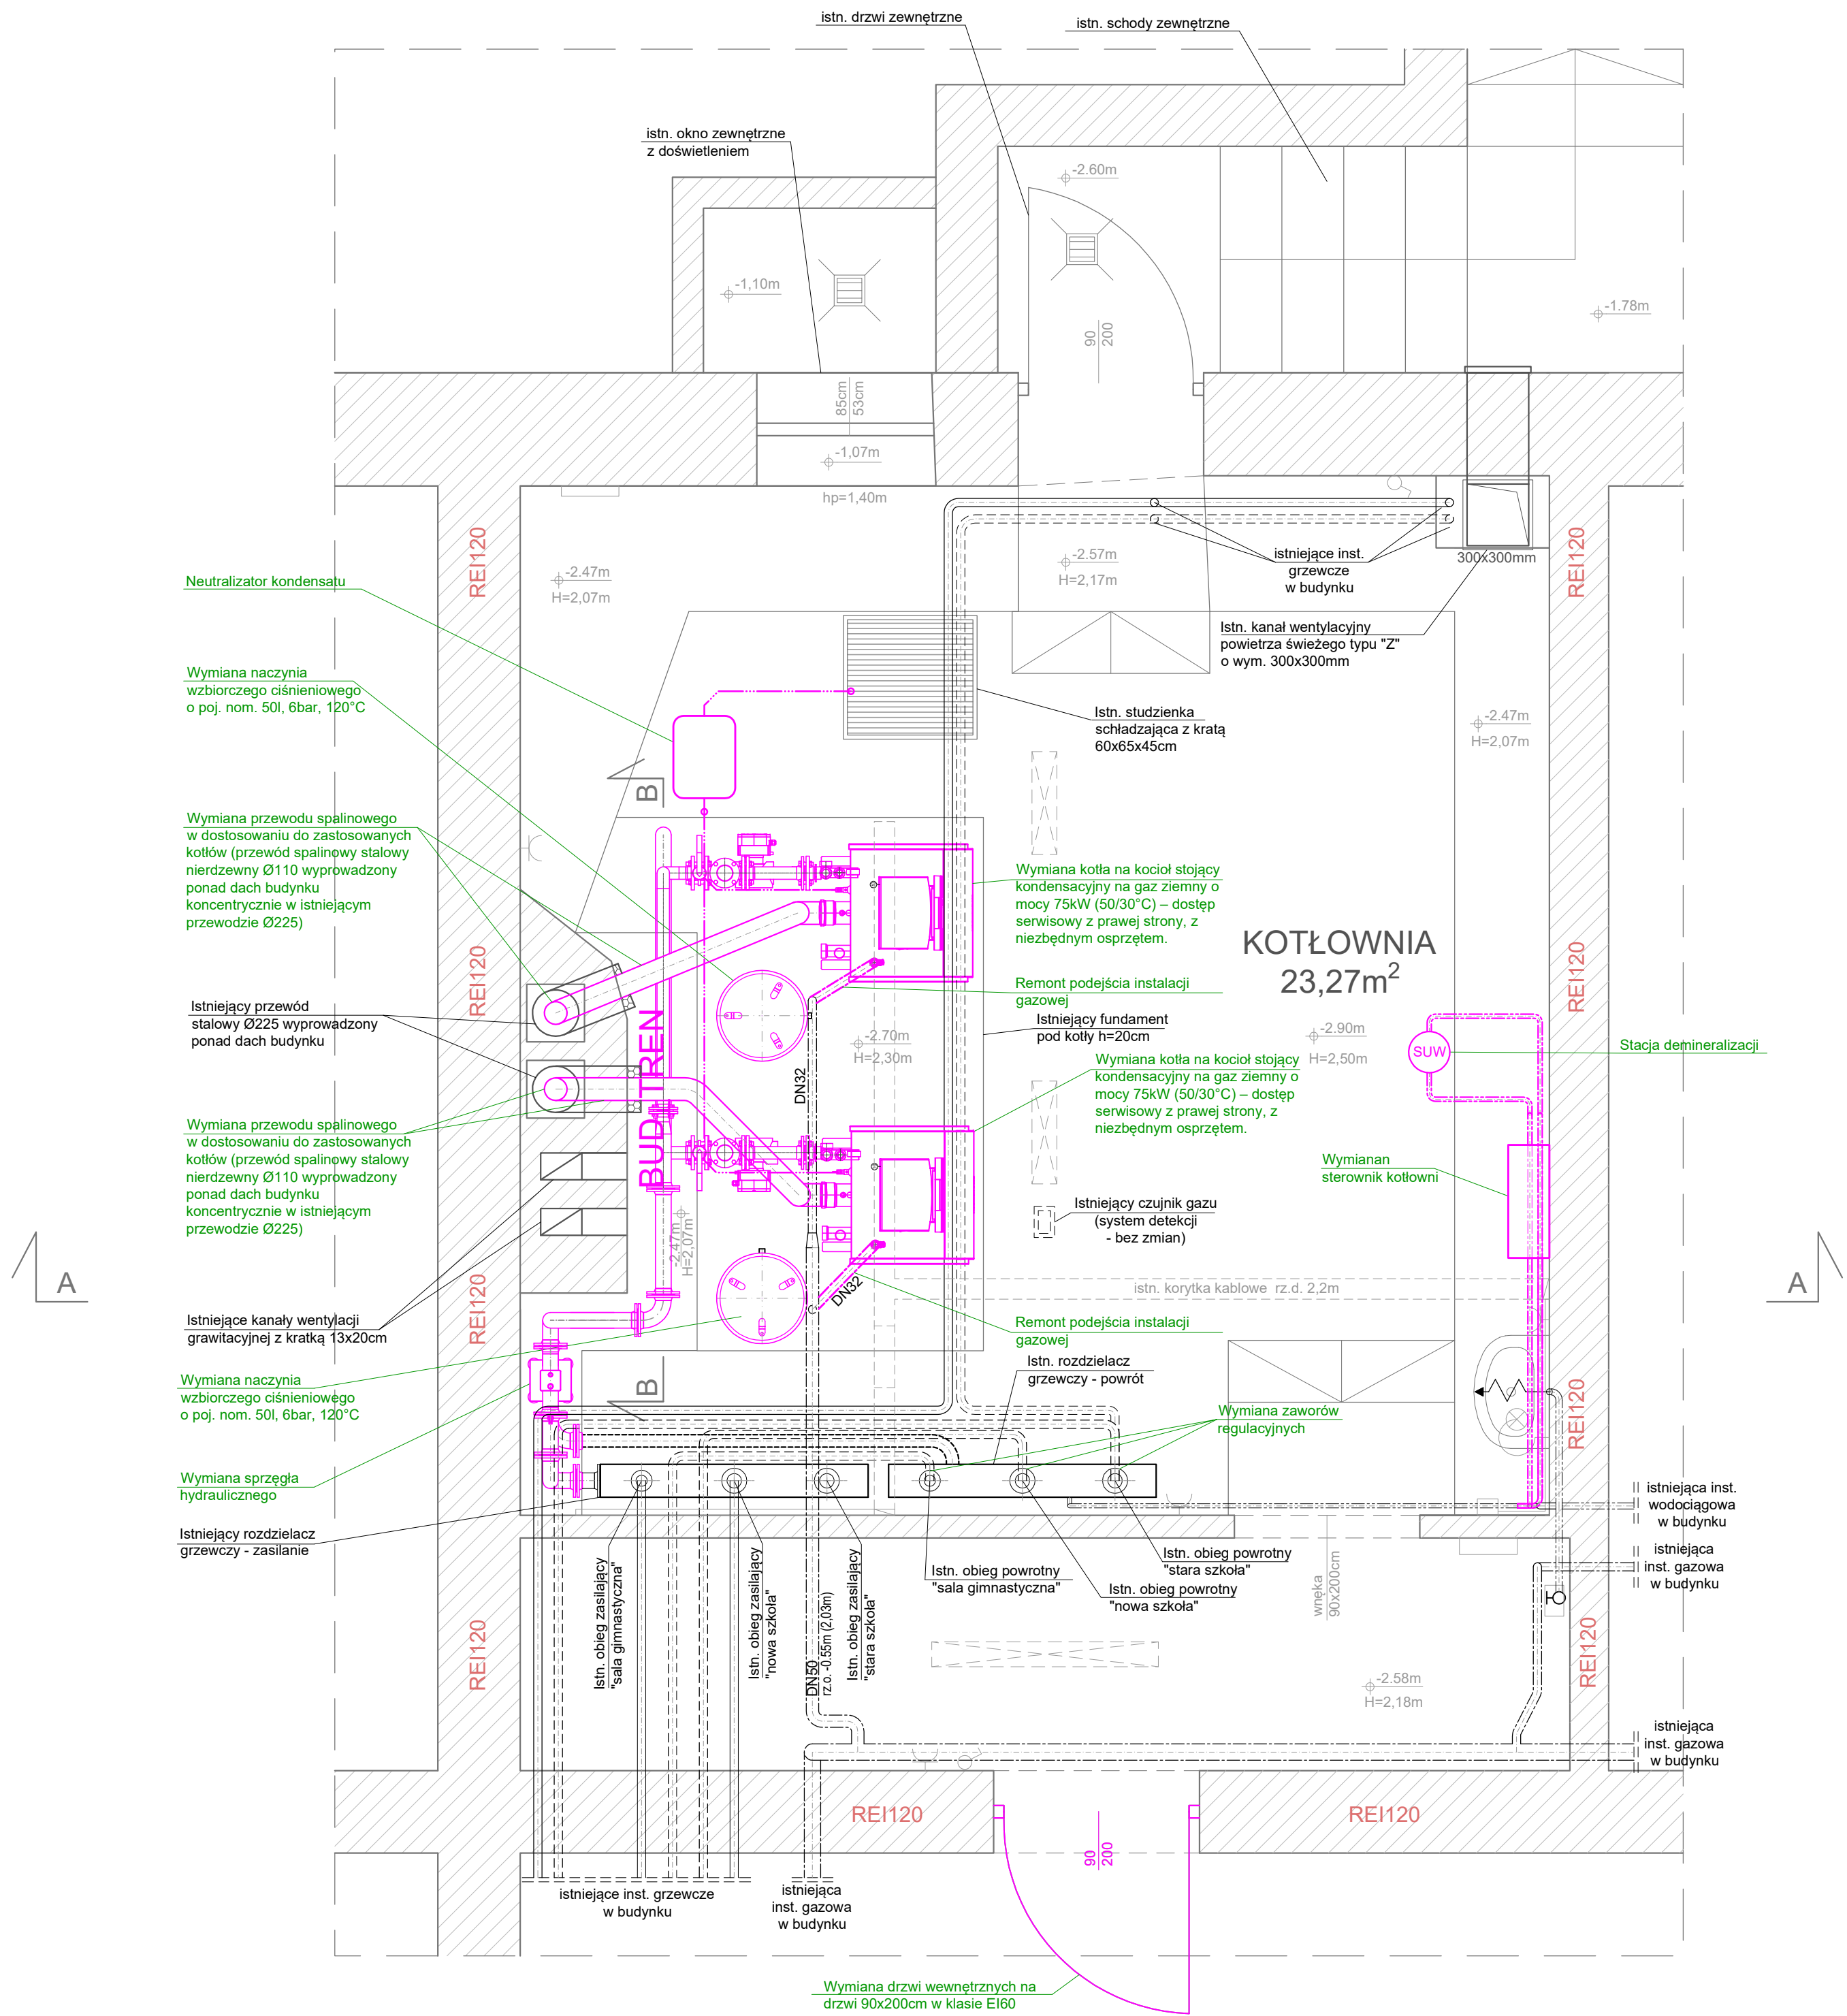 istn. drzwi zewnętrzne
istn. schody zewnętrzne
istn. okno zewnętrzne
z doświetleniem
-2.60m
-1,10m
-1.78m
90
200
85cm
53cm
-1,07m
hp=1,40m
REI120
REI120
-2.47m
H=2,07m
-2.57m
H=2,17m
istniejące inst.
grzewcze
w budynku
300x300mm
Neutralizator kondensatu
Istn. kanał wentylacyjny
powietrza świeżego typu "Z"
o wym. 300x300mm
Wymiana naczynia
wzbiorczego ciśnieniowego
o poj. nom. 50l, 6bar, 120°C
Istn. studzienka
schładzająca z kratą
60x65x45cm
-2.47m
H=2,07m
B
Wymiana przewodu spalinowego
w dostosowaniu do zastosowanych
kotłów (przewód spalinowy stalowy
nierdzewny Ø110 wyprowadzony
ponad dach budynku
koncentrycznie w istniejącym
przewodzie Ø225)
Wymiana kotła na kocioł stojący
kondensacyjny na gaz ziemny o
mocy 75kW (50/30°C) – dostęp
serwisowy z prawej strony, z
niezbędnym osprzętem.
KOTŁOWNIA
23,27m2
REI120
REI120
Remont podejścia instalacji
gazowej
Istniejący przewód
stalowy Ø225 wyprowadzony
ponad dach budynku
Istniejący fundament
pod kotły h=20cm
-2.70m
H=2,30m
-2.90m
H=2,50m
SUW
Stacja demineralizacji
BUD TREN
DN32
Wymiana kotła na kocioł stojący
kondensacyjny na gaz ziemny o
mocy 75kW (50/30°C) – dostęp
serwisowy z prawej strony, z
niezbędnym osprzętem.
Wymiana przewodu spalinowego
w dostosowaniu do zastosowanych
kotłów (przewód spalinowy stalowy
nierdzewny Ø110 wyprowadzony
ponad dach budynku
koncentrycznie w istniejącym
przewodzie Ø225)
Wymianan
sterownik kotłowni
Istniejący czujnik gazu
(system detekcji
- bez zmian)
-2.47m
H=2,07m
A
A
DN32
istn. korytka kablowe rz.d. 2,2m
REI120
Istniejące kanały wentylacji
grawitacyjnej z kratką 13x20cm
Remont podejścia instalacji
gazowej
Istn. rozdzielacz
grzewczy - powrót
Wymiana naczynia
wzbiorczego ciśnieniowego
o poj. nom. 50l, 6bar, 120°C
B
Wymiana zaworów
regulacyjnych
REI120
Wymiana sprzęgła
hydraulicznego
istniejąca inst.
wodociągowa
w budynku
Istniejący rozdzielacz
grzewczy - zasilanie
istniejąca
inst. gazowa
w budynku
Istn. obieg zasilający
"sala gimnastyczna"
Istn. obieg zasilający
"nowa szkoła"
DN50
rz.o. -0.55m (2,03m)
Istn. obieg zasilający
"stara szkoła"
Istn. obieg powrotny
"sala gimnastyczna"
Istn. obieg powrotny
"stara szkoła"
Istn. obieg powrotny
"nowa szkoła"
wnęka
90x200cm
REI120
REI120
-2.58m
H=2,18m
istniejąca
inst. gazowa
w budynku
REI120
REI120
90
200
istniejące inst. grzewcze
w budynku
istniejąca
inst. gazowa
w budynku
Wymiana drzwi wewnętrznych na
drzwi 90x200cm w klasie EI60